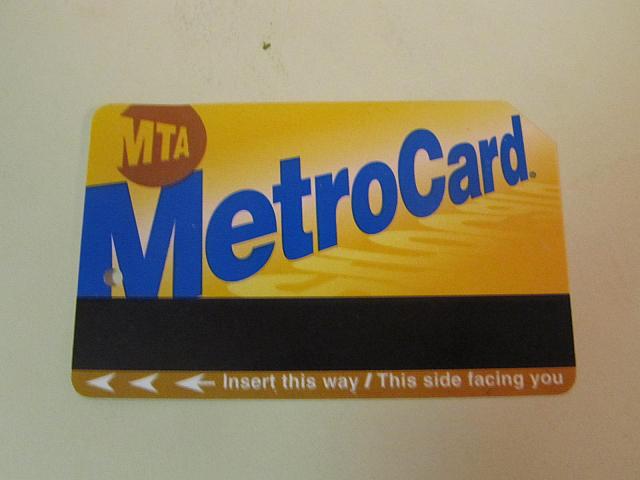 MTA
MetroCard®
Insert this way / This side facing you